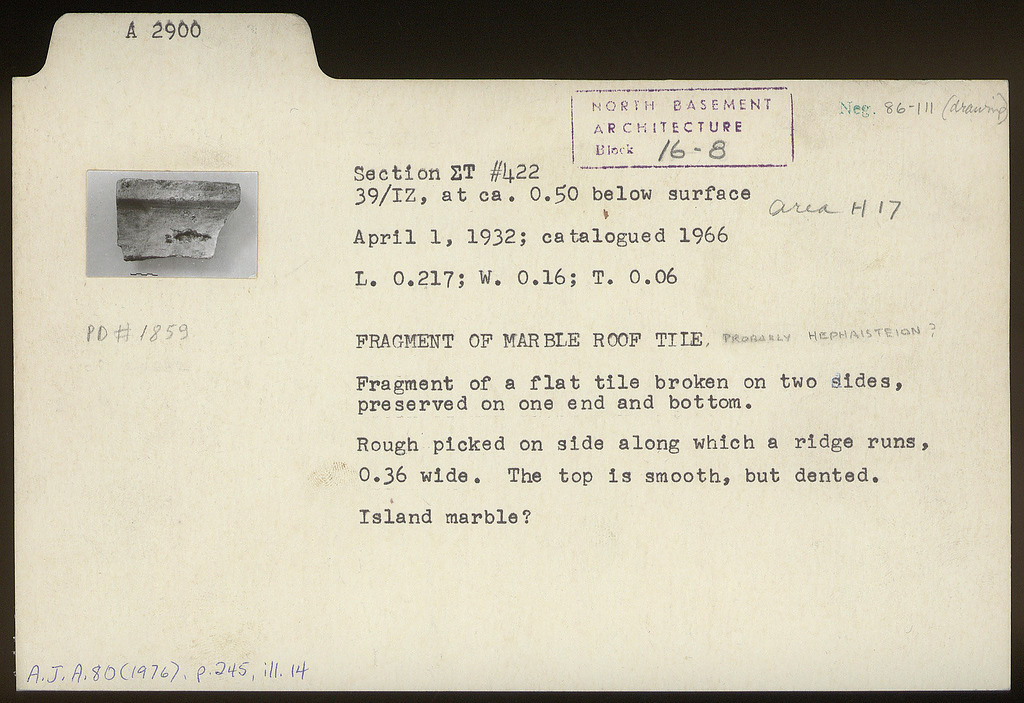 A 2900
NORTH BASEMENT
ARCHITECTURE
Block 16-8
Neg. 86-111 (drawing)
Section ΣΤ #422
39/ΙΖ, at ca. 0.50 below surface
area H 17
April 1, 1932; catalogued 1966
L. 0.217; W. 0.16; T. 0.06
PD # 1859
FRAGMENT OF MARBLE ROOF TILE, PROBABLY HEPHAISTEION?
Fragment of a flat tile broken on two sides,
preserved on one end and bottom.
Rough picked on side along which a ridge runs,
0.36 wide. The top is smooth, but dented.
Island marble?
A.J.A. 80 (1976), p. 245, ill. 14